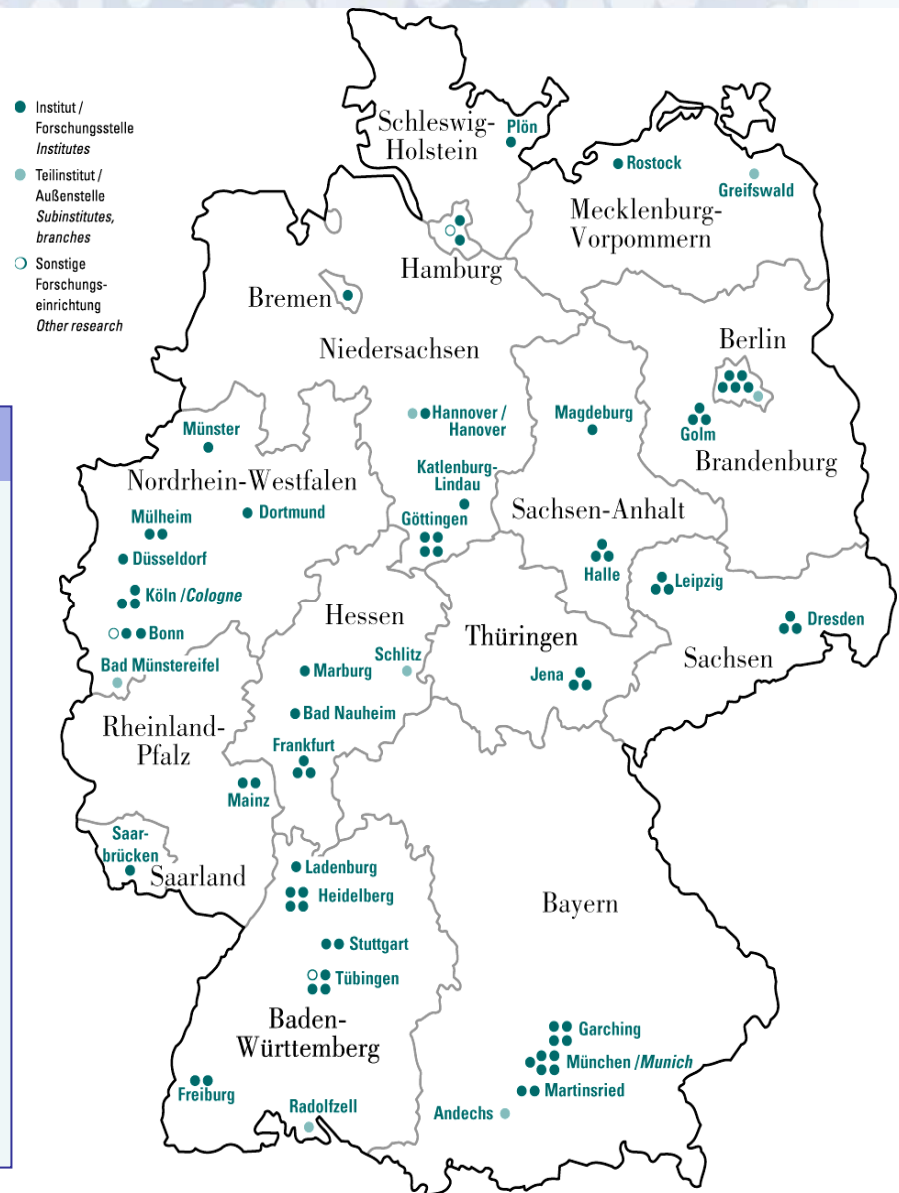 Institut /
Forschungsstelle
Institutes
Teilinstitut /
Außenstelle
Subinstitutes,
branches
Sonstige
Forschungs-
einrichtung
Other research
Schleswig-
Holstein
Plön
Rostock
Greifswald
Mecklenburg-
Vorpommern
Hamburg
Bremen
Niedersachsen
Berlin
Hannover /
Hanover
Magdeburg
Golm
Brandenburg
Münster
Nordrhein-Westfalen
Katlenburg-
Lindau
Dortmund
Mülheim
Göttingen
Sachsen-Anhalt
Düsseldorf
Halle
Leipzig
Köln /Cologne
Hessen
Dresden
Bonn
Thüringen
Schlitz
Sachsen
Bad Münstereifel
Marburg
Jena
Bad Nauheim
Rheinland-
Pfalz
Frankfurt
Mainz
Saar-
brücken
Saarland
Ladenburg
Heidelberg
Bayern
Stuttgart
Tübingen
Baden-
Württemberg
Garching
München /Munich
Martinsried
Freiburg
Radolfzell
Andechs